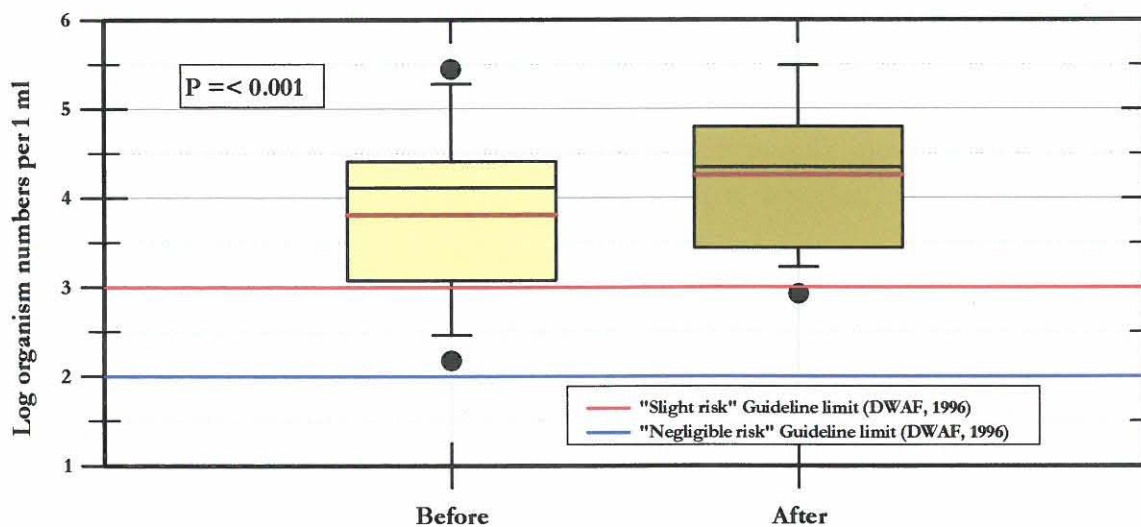 6
5
4
3
2
1
Log organism numbers per 1 ml
P =< 0.001
"Slight risk" Guideline limit (DWAF, 1996)
"Negligible risk" Guideline limit (DWAF, 1996)
Before
After